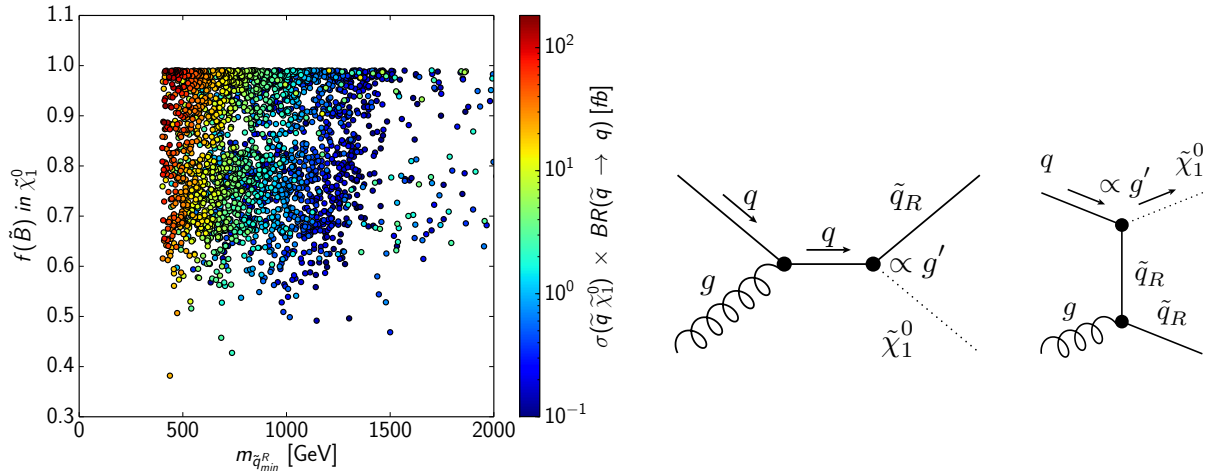 1.1
1.0
0.9
0.8
0.7
0.6
0.5
0.4
0.3
f(B̃) in χ̃₁⁰
0 500 1000 1500 2000
m_{q̃ᴿ_{min}} [GeV]
10²
10¹
10⁰
10⁻¹
σ(q̃ χ̃₁⁰) × BR(q̃ → q) [fb]
q
q
g
q̃_R
∝ g′
χ̃₁⁰
q
∝ g′
χ̃₁⁰
q̃_R
g
q̃_R